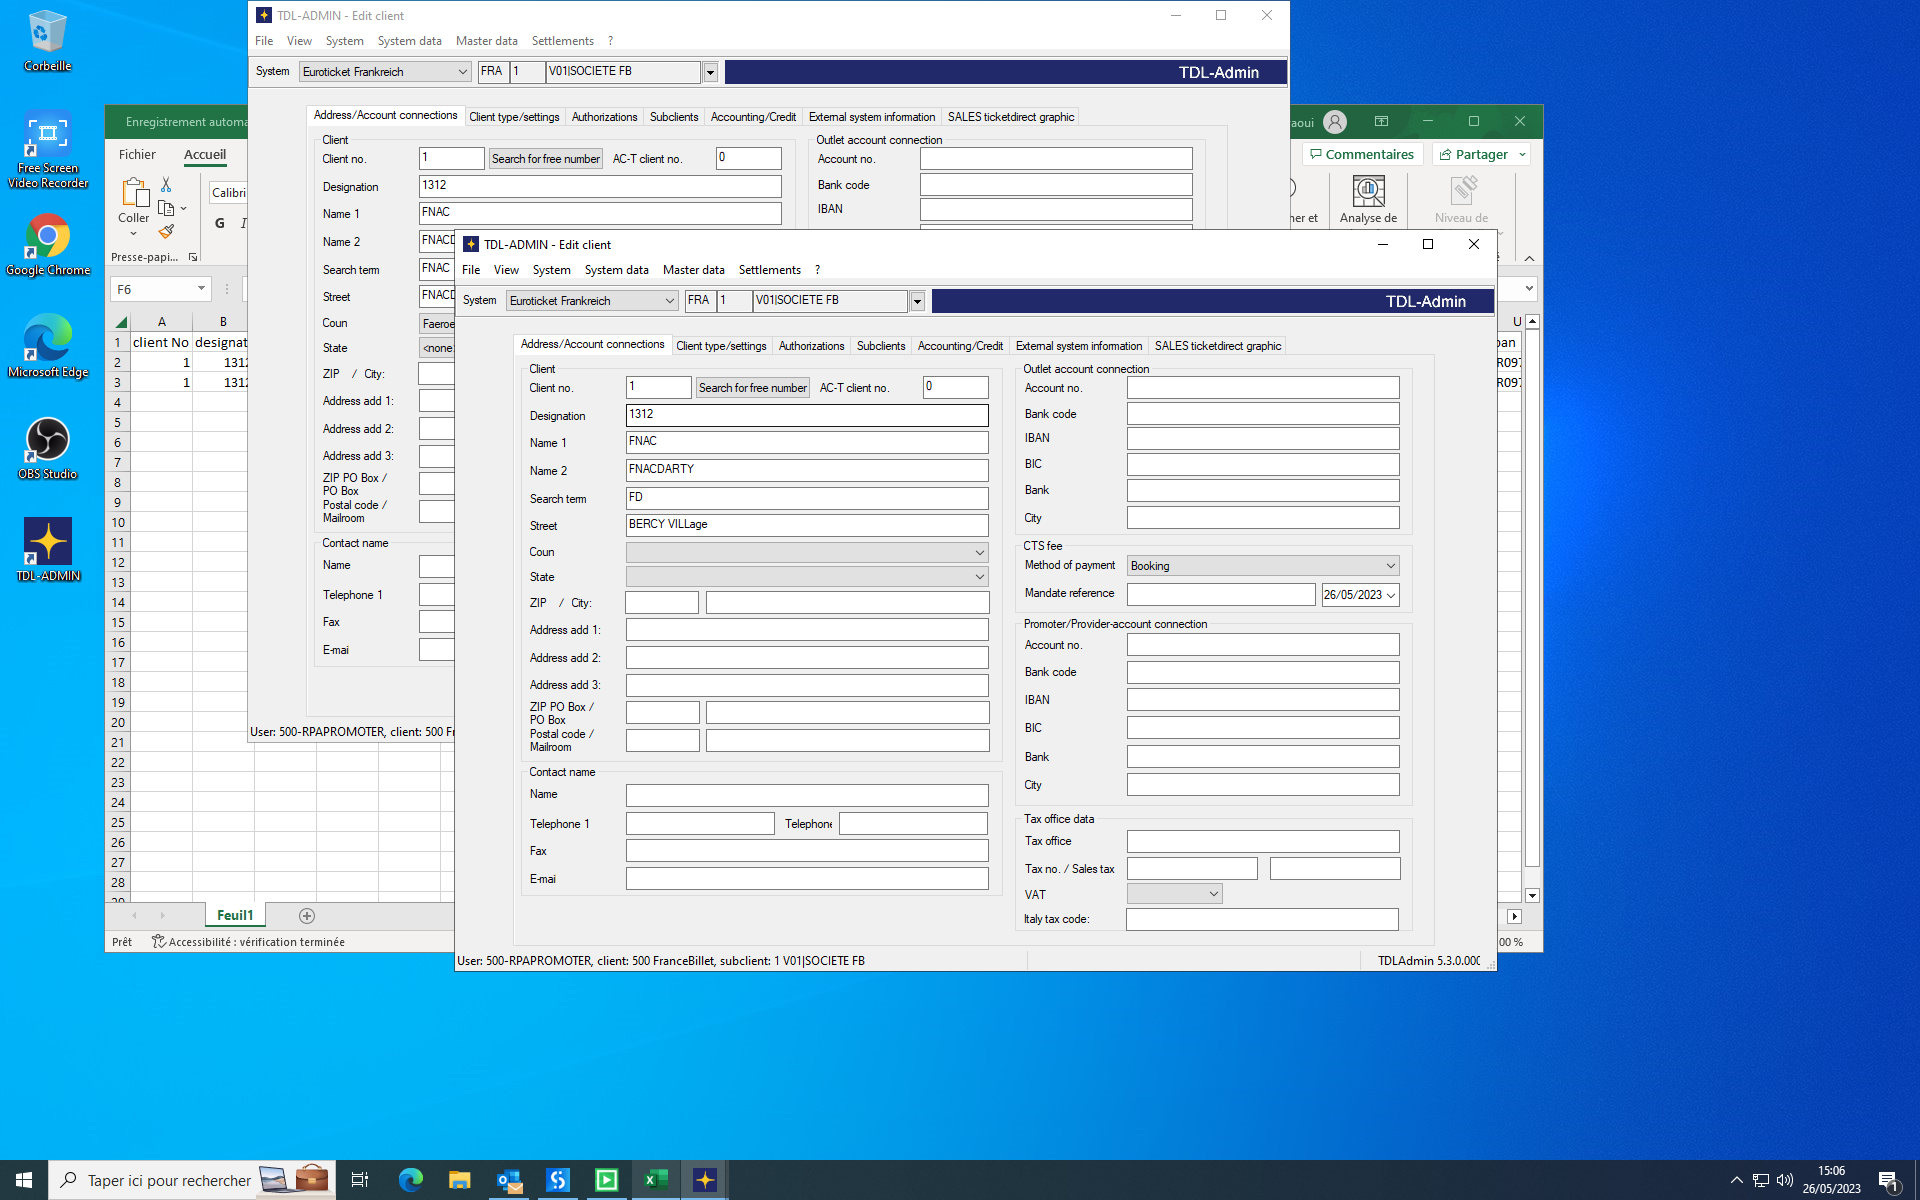 Corbeille
Free Screen
Video Recorder
Google Chrome
Microsoft Edge
OBS Studio
TDL-ADMIN
TDL-ADMIN - Edit client
File View System System data Master data Settlements ?
System Euroticket Frankreich FRA 1 V01|SOCIETE FB TDL-Admin
Address/Account connections Client type/settings Authorizations Subclients Accounting/Credit External system information SALES ticketdirect graphic
Client
Client no. 1 Search for free number AC-T client no. 0
Designation 1312
Name 1 FNAC
Name 2 FNACD
Search term FNAC
Street FNACD
Coun Faeroe
State <none
ZIP / City:
Address add 1:
Address add 2:
Address add 3:
ZIP PO Box /
PO Box
Postal code /
Mailroom
Contact name
Name
Telephone 1
Fax
E-mai
Outlet account connection
Account no.
Bank code
IBAN
User: 500-RPAPROMOTER, client: 500 F
Enregistrement automa
aoui
Fichier Accueil
Commentaires Partager
Coller
Calibri
G I
Presse-papi...
her et
Analyse de
Niveau de
F6
A B U
1 client No designat
2 1 1312
3 1 1312
4
5
6
7
8
9
10
11
12
13
14
15
16
17
18
19
20
21
22
23
24
25
26
27
28
29
ban
R097
R097
Feuil1
Prêt Accessibilité : vérification terminée
00 %
TDL-ADMIN - Edit client
File View System System data Master data Settlements ?
System Euroticket Frankreich FRA 1 V01|SOCIETE FB TDL-Admin
Address/Account connections Client type/settings Authorizations Subclients Accounting/Credit External system information SALES ticketdirect graphic
Client
Client no. 1 Search for free number AC-T client no. 0
Designation 1312
Name 1 FNAC
Name 2 FNACDARTY
Search term FD
Street BERCY VILLage
Coun
State
ZIP / City:
Address add 1:
Address add 2:
Address add 3:
ZIP PO Box /
PO Box
Postal code /
Mailroom
Contact name
Name
Telephone 1 Telephone
Fax
E-mai
Outlet account connection
Account no.
Bank code
IBAN
BIC
Bank
City
CTS fee
Method of payment Booking
Mandate reference 26/05/2023
Promoter/Provider-account connection
Account no.
Bank code
IBAN
BIC
Bank
City
Tax office data
Tax office
Tax no. / Sales tax
VAT
Italy tax code:
User: 500-RPAPROMOTER, client: 500 FranceBillet, subclient: 1 V01|SOCIETE FB TDLAdmin 5.3.0.000
Taper ici pour rechercher
15:06
26/05/2023
1